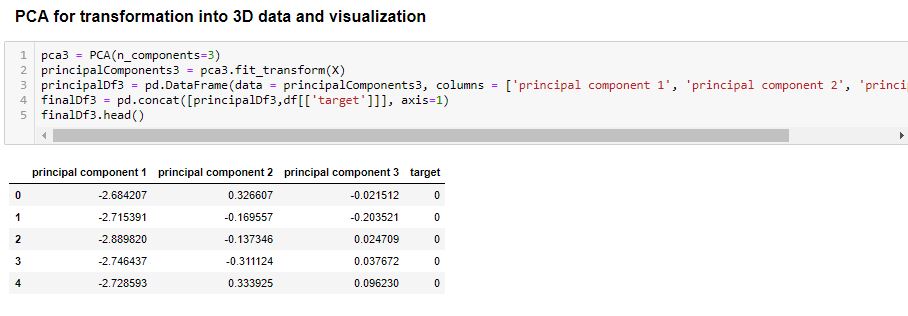 PCA for transformation into 3D data and visualization
1 pca3 = PCA(n_components=3)
2 principalComponents3 = pca3.fit_transform(X)
3 principalDf3 = pd.DataFrame(data = principalComponents3, columns = ['principal component 1', 'principal component 2', 'princi
4 finalDf3 = pd.concat([principalDf3,df[['target']]], axis=1)
5 finalDf3.head()
principal component 1 principal component 2 principal component 3 target
0 -2.684207 0.326607 -0.021512 0
1 -2.715391 -0.169557 -0.203521 0
2 -2.889820 -0.137346 0.024709 0
3 -2.746437 -0.311124 0.037672 0
4 -2.728593 0.333925 0.096230 0